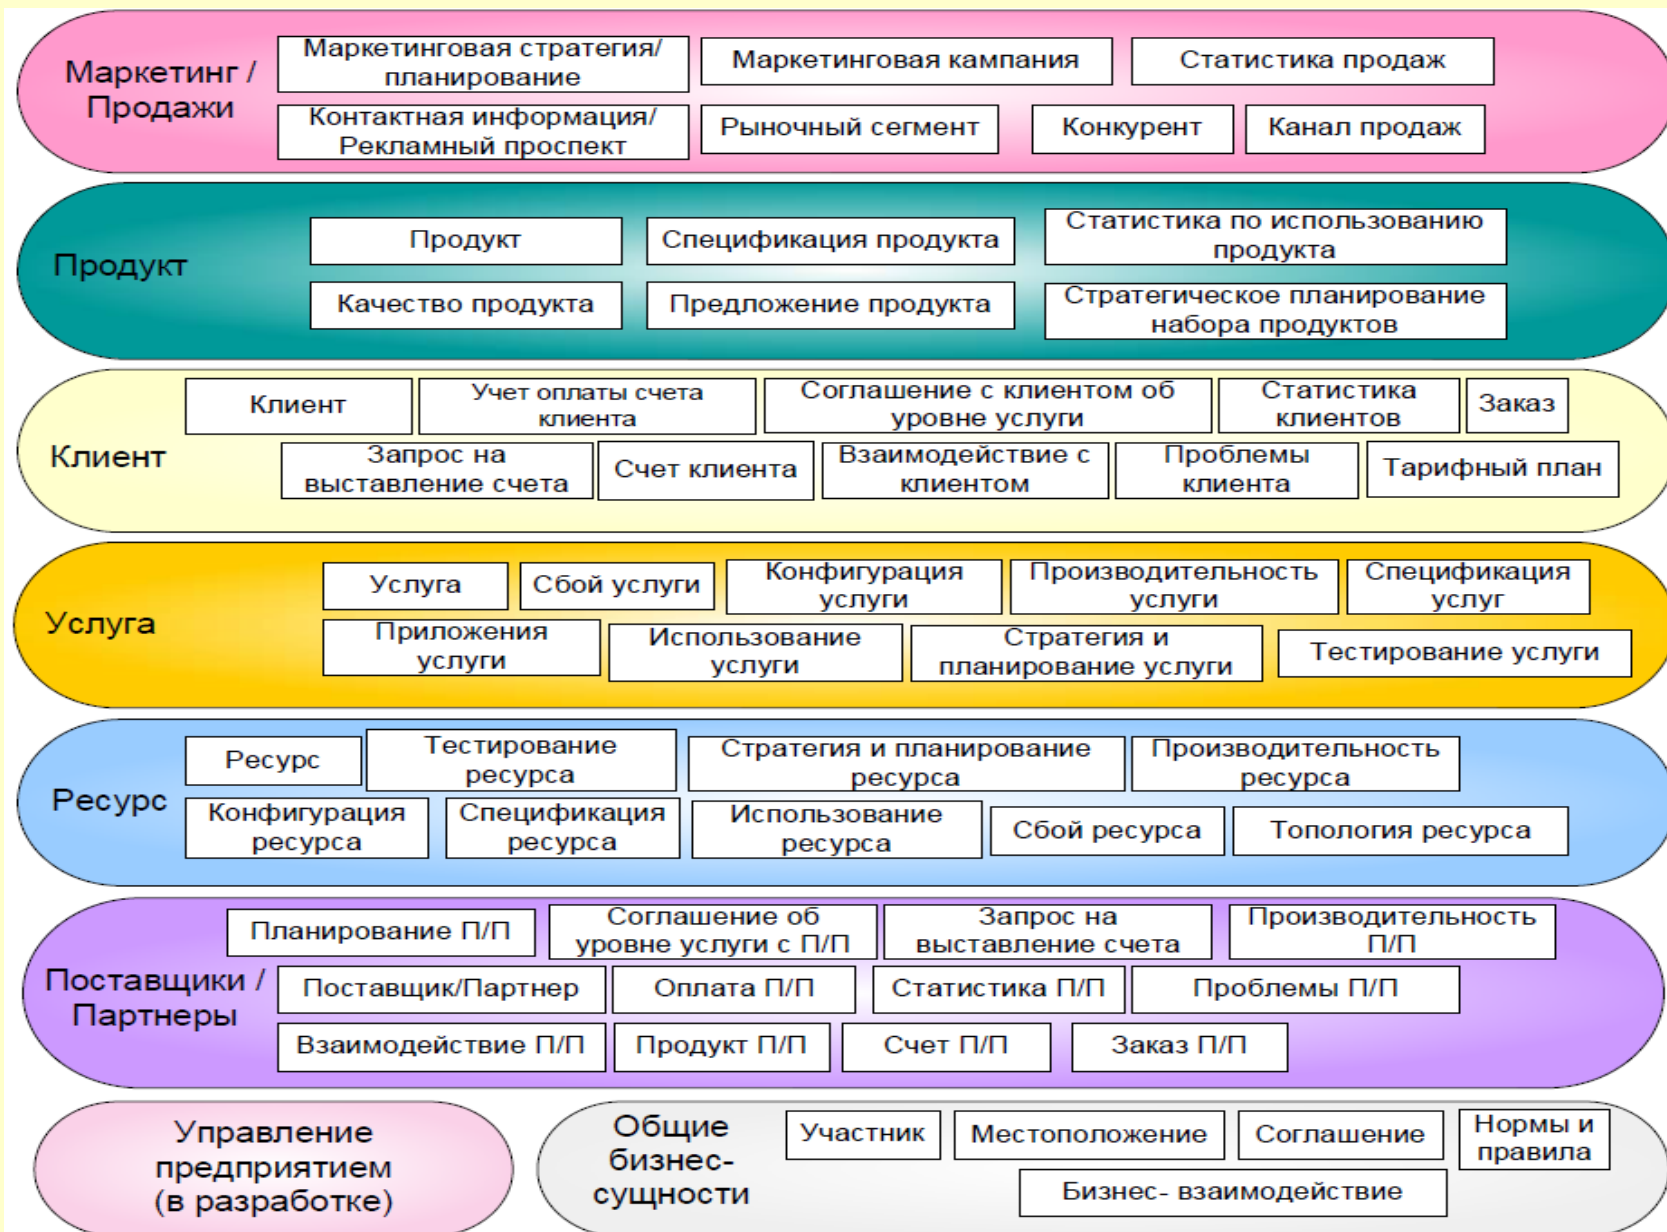 Маркетинг /
Продажи
Маркетинговая стратегия/
планирование
Маркетинговая кампания
Статистика продаж
Контактная информация/
Рекламный проспект
Рыночный сегмент
Конкурент
Канал продаж
Продукт
Продукт
Спецификация продукта
Статистика по использованию
продукта
Качество продукта
Предложение продукта
Стратегическое планирование
набора продуктов
Клиент
Клиент
Учет оплаты счета
клиента
Соглашение с клиентом об
уровне услуги
Статистика
клиентов
Заказ
Запрос на
выставление счета
Счет клиента
Взаимодействие с
клиентом
Проблемы
клиента
Тарифный план
Услуга
Услуга
Сбой услуги
Конфигурация
услуги
Производительность
услуги
Спецификация
услуг
Приложения
услуги
Использование
услуги
Стратегия и
планирование услуги
Тестирование услуги
Ресурс
Ресурс
Тестирование
ресурса
Стратегия и планирование
ресурса
Производительность
ресурса
Конфигурация
ресурса
Спецификация
ресурса
Использование
ресурса
Сбой ресурса
Топология ресурса
Поставщики /
Партнеры
Планирование П/П
Соглашение об
уровне услуги с П/П
Запрос на
выставление счета
Производительность
П/П
Поставщик/Партнер
Оплата П/П
Статистика П/П
Проблемы П/П
Взаимодействие П/П
Продукт П/П
Счет П/П
Заказ П/П
Управление
предприятием
(в разработке)
Общие
бизнес-
сущности
Участник
Местоположение
Соглашение
Нормы и
правила
Бизнес- взаимодействие